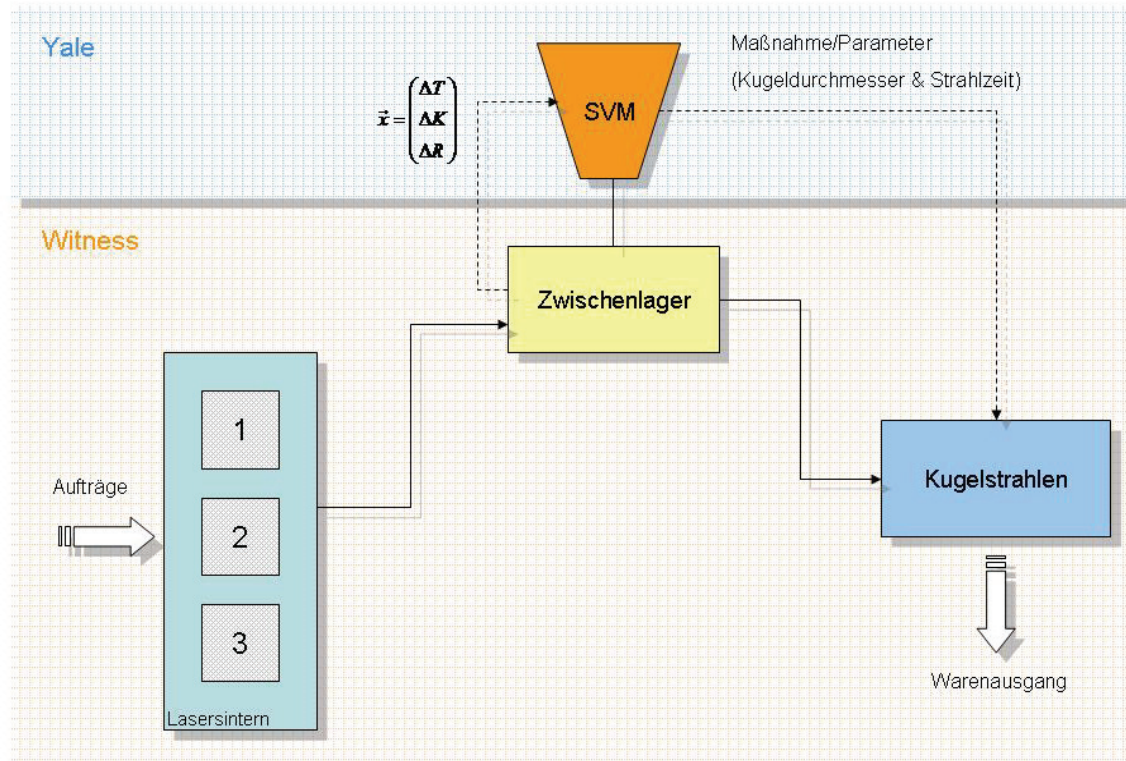 Yale
Maßnahme/Parameter
(Kugeldurchmesser & Strahlzeit)
SVM
x⃗ = (ΔT
ΔK
ΔR)
Witness
Zwischenlager
Kugelstrahlen
Aufträge
1
2
3
Lasersintern
Warenausgang